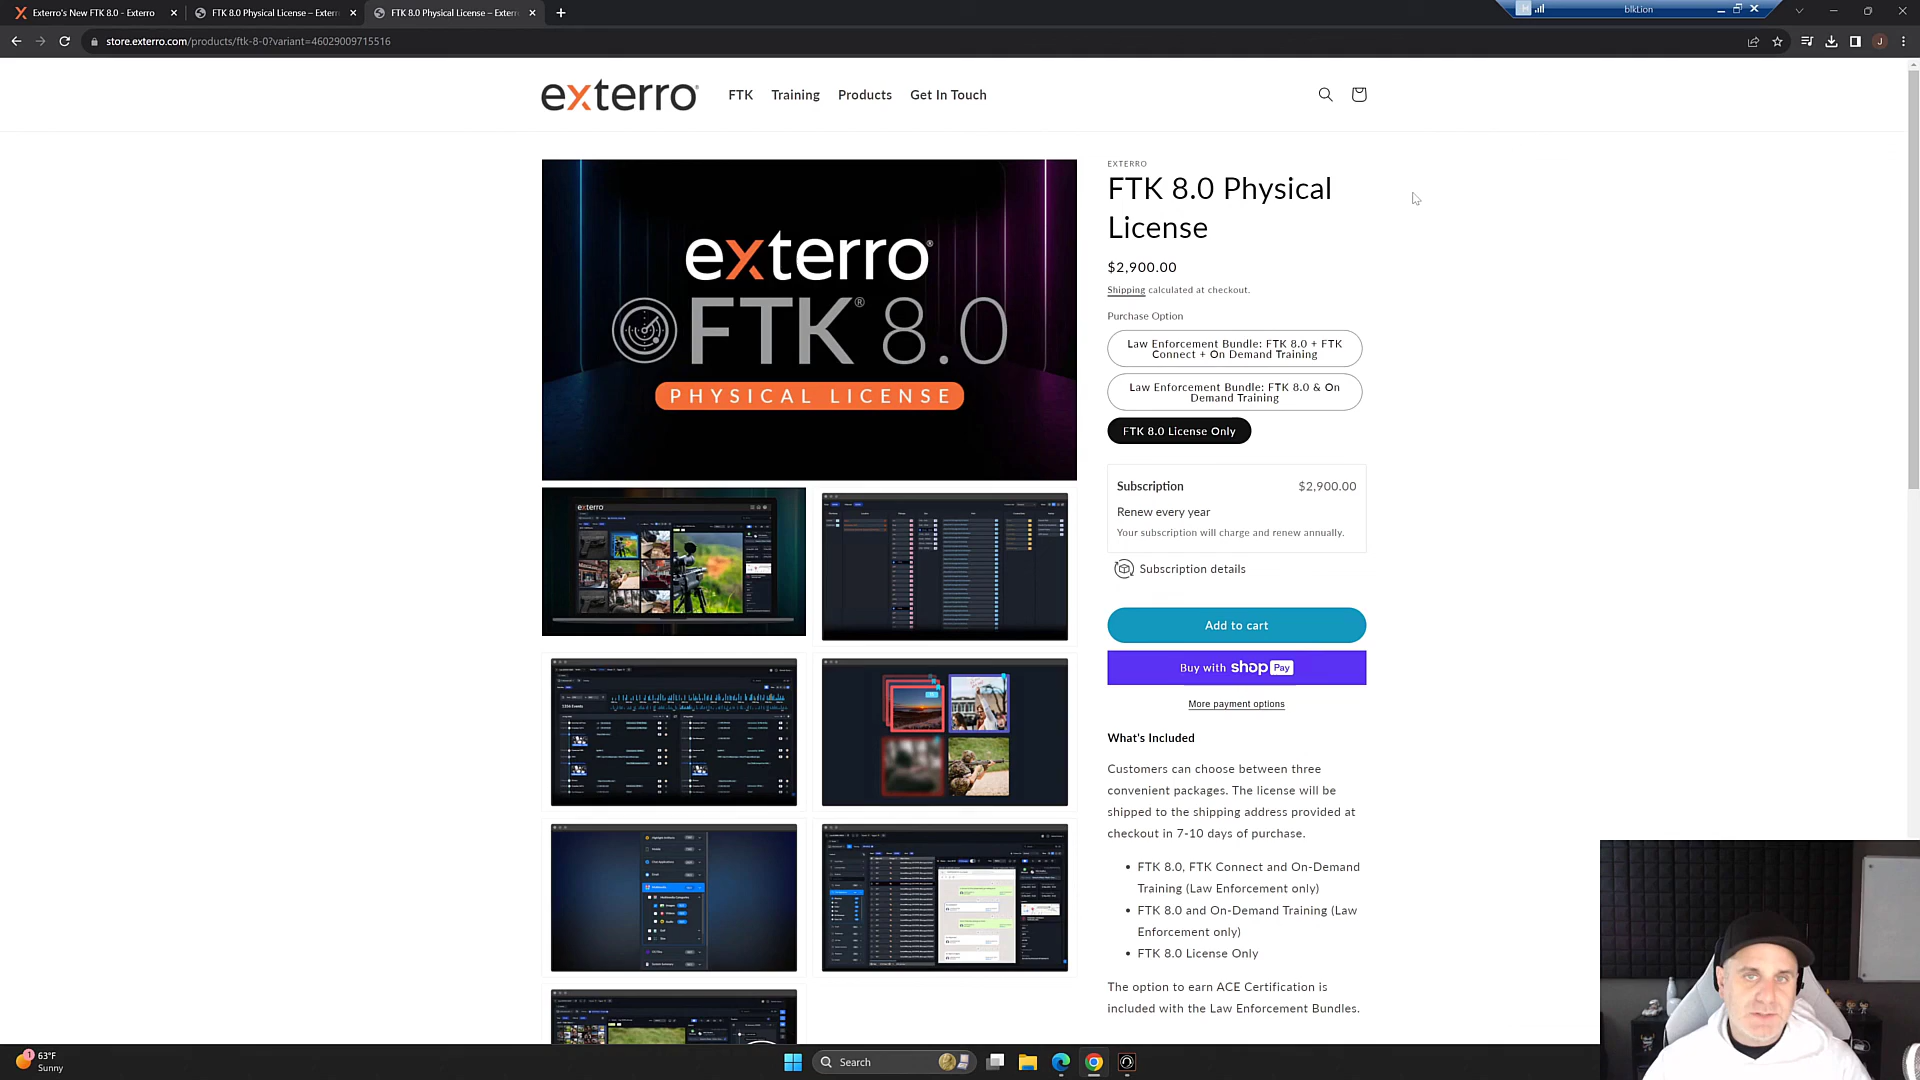 Exterro's New FTK 8.0 - Exterro
FTK 8.0 Physical License – Extern
FTK 8.0 Physical License – Extern
blkLion
store.exterro.com/products/ftk-8-0?variant=46029009715516
J
exterro®
FTK
Training
Products
Get In Touch
exterro®
FTK® 8.0
PHYSICAL LICENSE
exterro
EXTERRO
FTK 8.0 Physical
License
$2,900.00
Shipping calculated at checkout.
Purchase Option
Law Enforcement Bundle: FTK 8.0 + FTK
Connect + On Demand Training
Law Enforcement Bundle: FTK 8.0 & On
Demand Training
FTK 8.0 License Only
Subscription $2,900.00
Renew every year
Your subscription will charge and renew annually.
Subscription details
Add to cart
Buy with shop Pay
More payment options
What's Included
Customers can choose between three
convenient packages. The license will be
shipped to the shipping address provided at
checkout in 7-10 days of purchase.
• FTK 8.0, FTK Connect and On-Demand
Training (Law Enforcement only)
• FTK 8.0 and On-Demand Training (Law
Enforcement only)
• FTK 8.0 License Only
The option to earn ACE Certification is
included with the Law Enforcement Bundles.
1
63°F
Sunny
Search